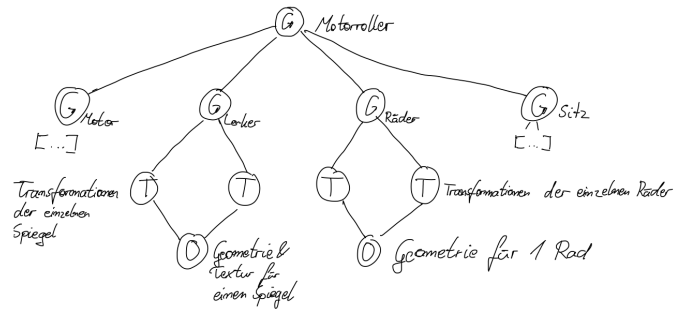 G Motorroller
G Motor
G Lenker
G Räder
G Sitz
[...]
[...]
Transformationen
der einzelnen
Spiegel
T
T
T
T Transformationen der einzelnen Räder
O Geometrie &
Textur für
einen Spiegel
O Geometrie für 1 Rad